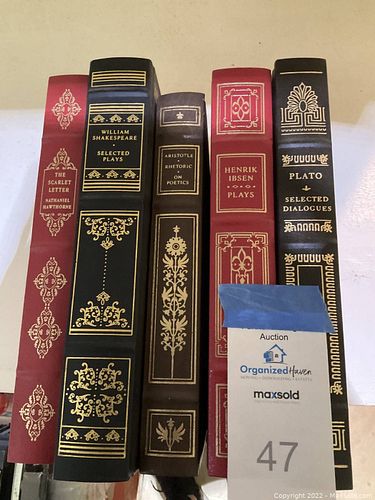 THE
SCARLET
LETTER
NATHANIEL
HAWTHORNE
WILLIAM
SHAKESPEARE
SELECTED
PLAYS
ARISTOTLE
RHETORIC
ON
POETICS
HENRIK
IBSEN
PLAYS
PLATO
SELECTED
DIALOGUES
Auction
OrganizedHaven
maxsold
47
Copyright 2022 - MaxSold.com